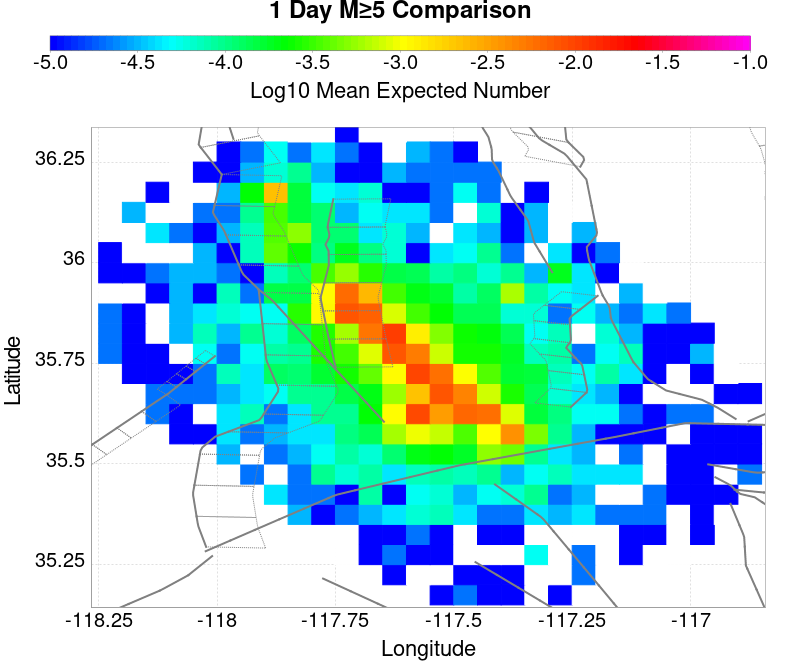 1 Day M≥5 Comparison
-5.0 -4.5 -4.0 -3.5 -3.0 -2.5 -2.0 -1.5 -1.0
Log10 Mean Expected Number
36.25
36
35.75
35.5
35.25
Latitude
-118.25 -118 -117.75 -117.5 -117.25 -117
Longitude